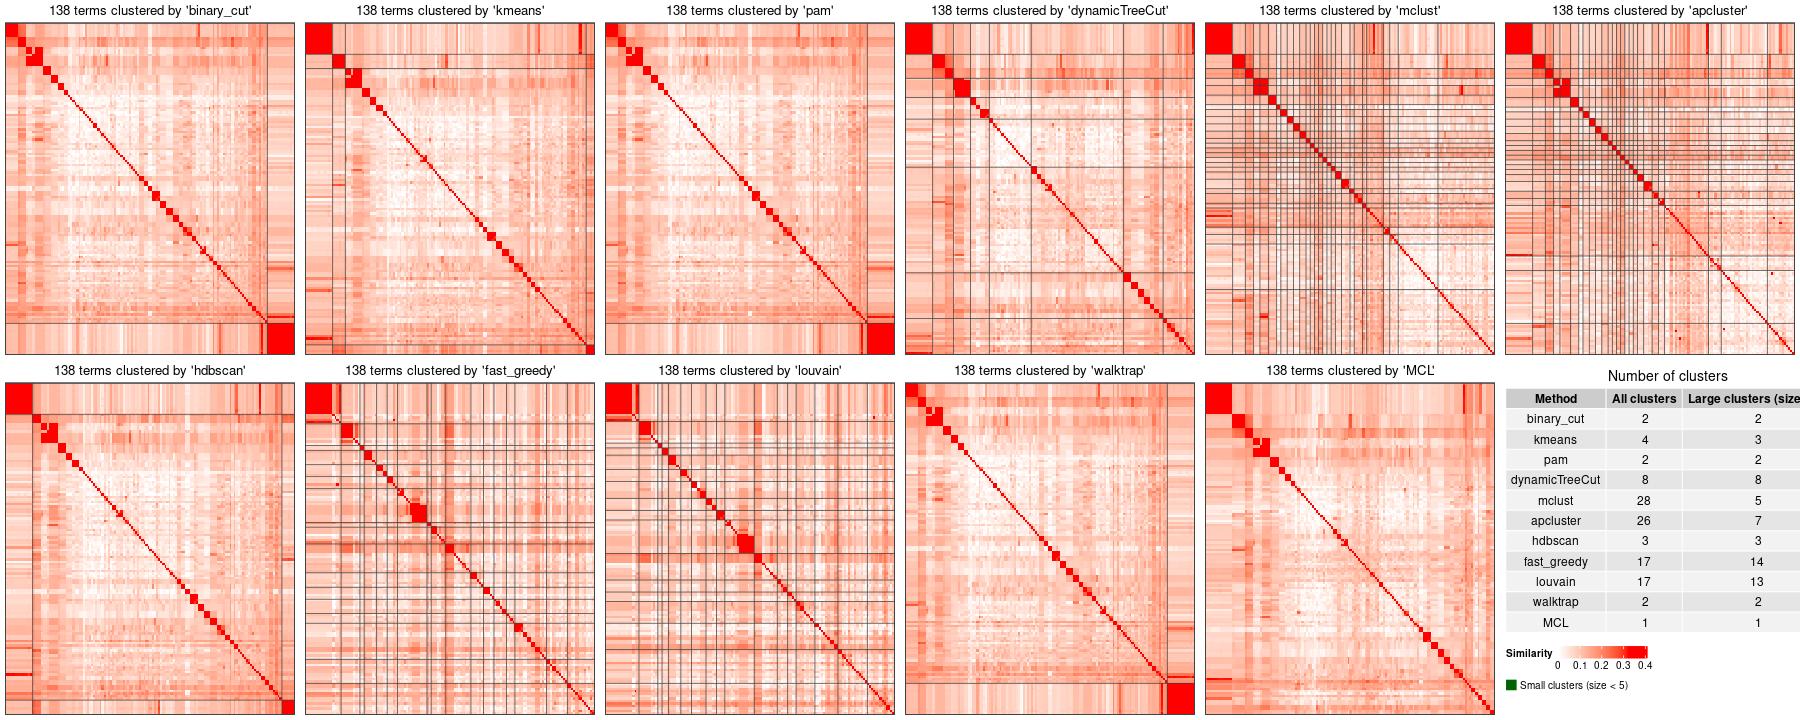 138 terms clustered by 'binary_cut'
138 terms clustered by 'kmeans'
138 terms clustered by 'pam'
138 terms clustered by 'dynamicTreeCut'
138 terms clustered by 'mclust'
138 terms clustered by 'apcluster'
138 terms clustered by 'hdbscan'
138 terms clustered by 'fast_greedy'
138 terms clustered by 'louvain'
138 terms clustered by 'walktrap'
138 terms clustered by 'MCL'
Number of clusters
Method All clusters Large clusters (size
binary_cut 2 2
kmeans 4 3
pam 2 2
dynamicTreeCut 8 8
mclust 28 5
apcluster 26 7
hdbscan 3 3
fast_greedy 17 14
louvain 17 13
walktrap 2 2
MCL 1 1
Similarity
0 0.1 0.2 0.3 0.4
Small clusters (size < 5)